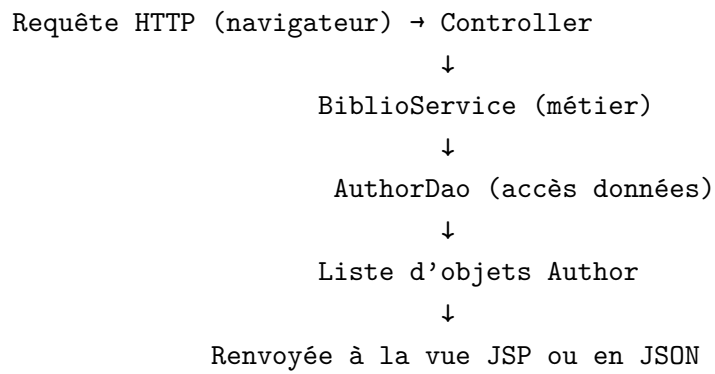 Requête HTTP (navigateur) → Controller
↓
BiblioService (métier)
↓
AuthorDao (accès données)
↓
Liste d'objets Author
↓
Renvoyée à la vue JSP ou en JSON